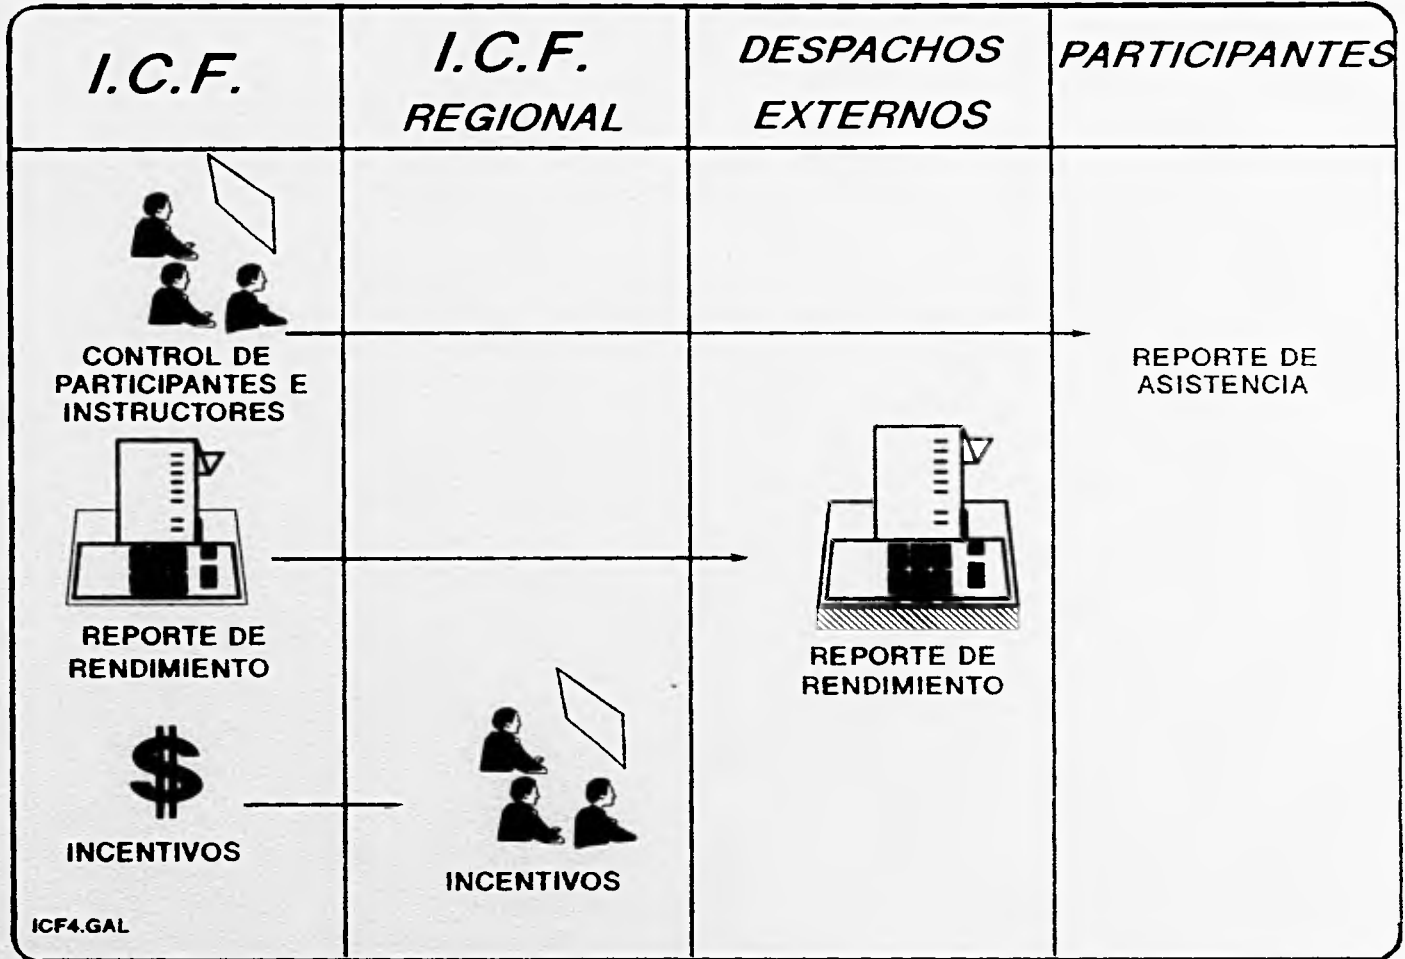 I.C.F.
I.C.F.
REGIONAL
DESPACHOS
EXTERNOS
PARTICIPANTES
CONTROL DE
PARTICIPANTES E
INSTRUCTORES
REPORTE DE
ASISTENCIA
REPORTE DE
RENDIMIENTO
REPORTE DE
RENDIMIENTO
$
INCENTIVOS
INCENTIVOS
ICF4.GAL